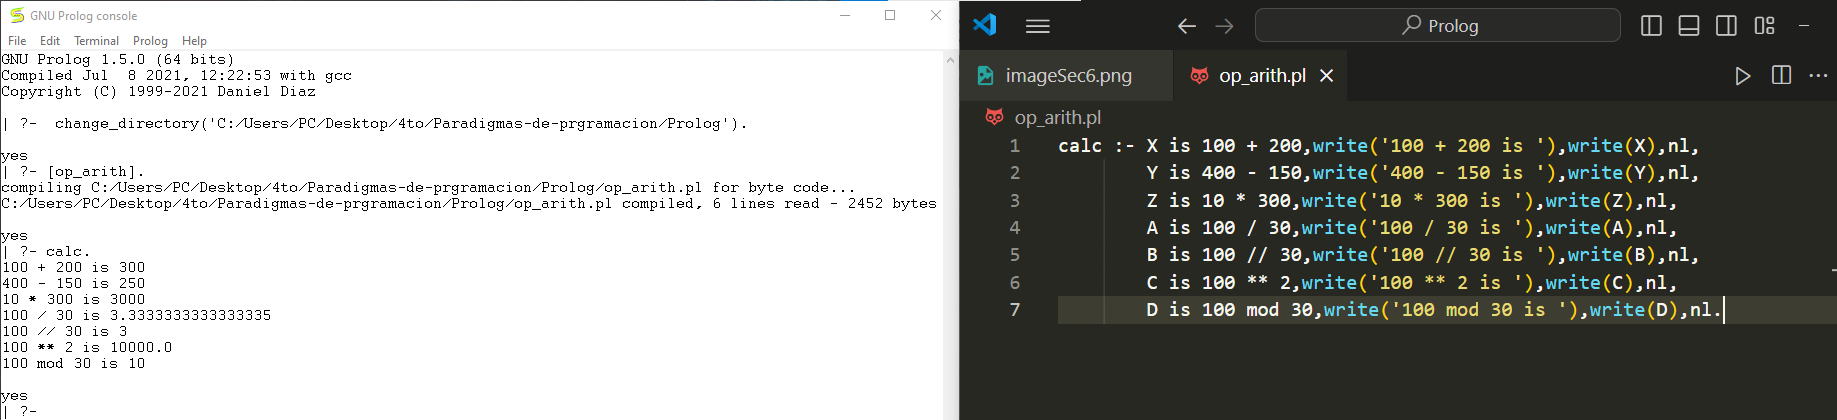 GNU Prolog console
File Edit Terminal Prolog Help
GNU Prolog 1.5.0 (64 bits)
Compiled Jul  8 2021, 12:22:53 with gcc
Copyright (C) 1999-2021 Daniel Diaz
| ?-  change_directory('C:/Users/PC/Desktop/4to/Paradigmas-de-prgramacion/Prolog').
yes
| ?- [op_arith].
compiling C:/Users/PC/Desktop/4to/Paradigmas-de-prgramacion/Prolog/op_arith.pl for byte code...
C:/Users/PC/Desktop/4to/Paradigmas-de-prgramacion/Prolog/op_arith.pl compiled, 6 lines read - 2452 bytes
yes
| ?- calc.
100 + 200 is 300
400 - 150 is 250
10 * 300 is 3000
100 / 30 is 3.3333333333333335
100 // 30 is 3
100 ** 2 is 10000.0
100 mod 30 is 10
yes
| ?-
Prolog
imageSec6.png op_arith.pl
op_arith.pl
1 calc :- X is 100 + 200,write('100 + 200 is '),write(X),nl,
2 Y is 400 - 150,write('400 - 150 is '),write(Y),nl,
3 Z is 10 * 300,write('10 * 300 is '),write(Z),nl,
4 A is 100 / 30,write('100 / 30 is '),write(A),nl,
5 B is 100 // 30,write('100 // 30 is '),write(B),nl,
6 C is 100 ** 2,write('100 ** 2 is '),write(C),nl,
7 D is 100 mod 30,write('100 mod 30 is '),write(D),nl.